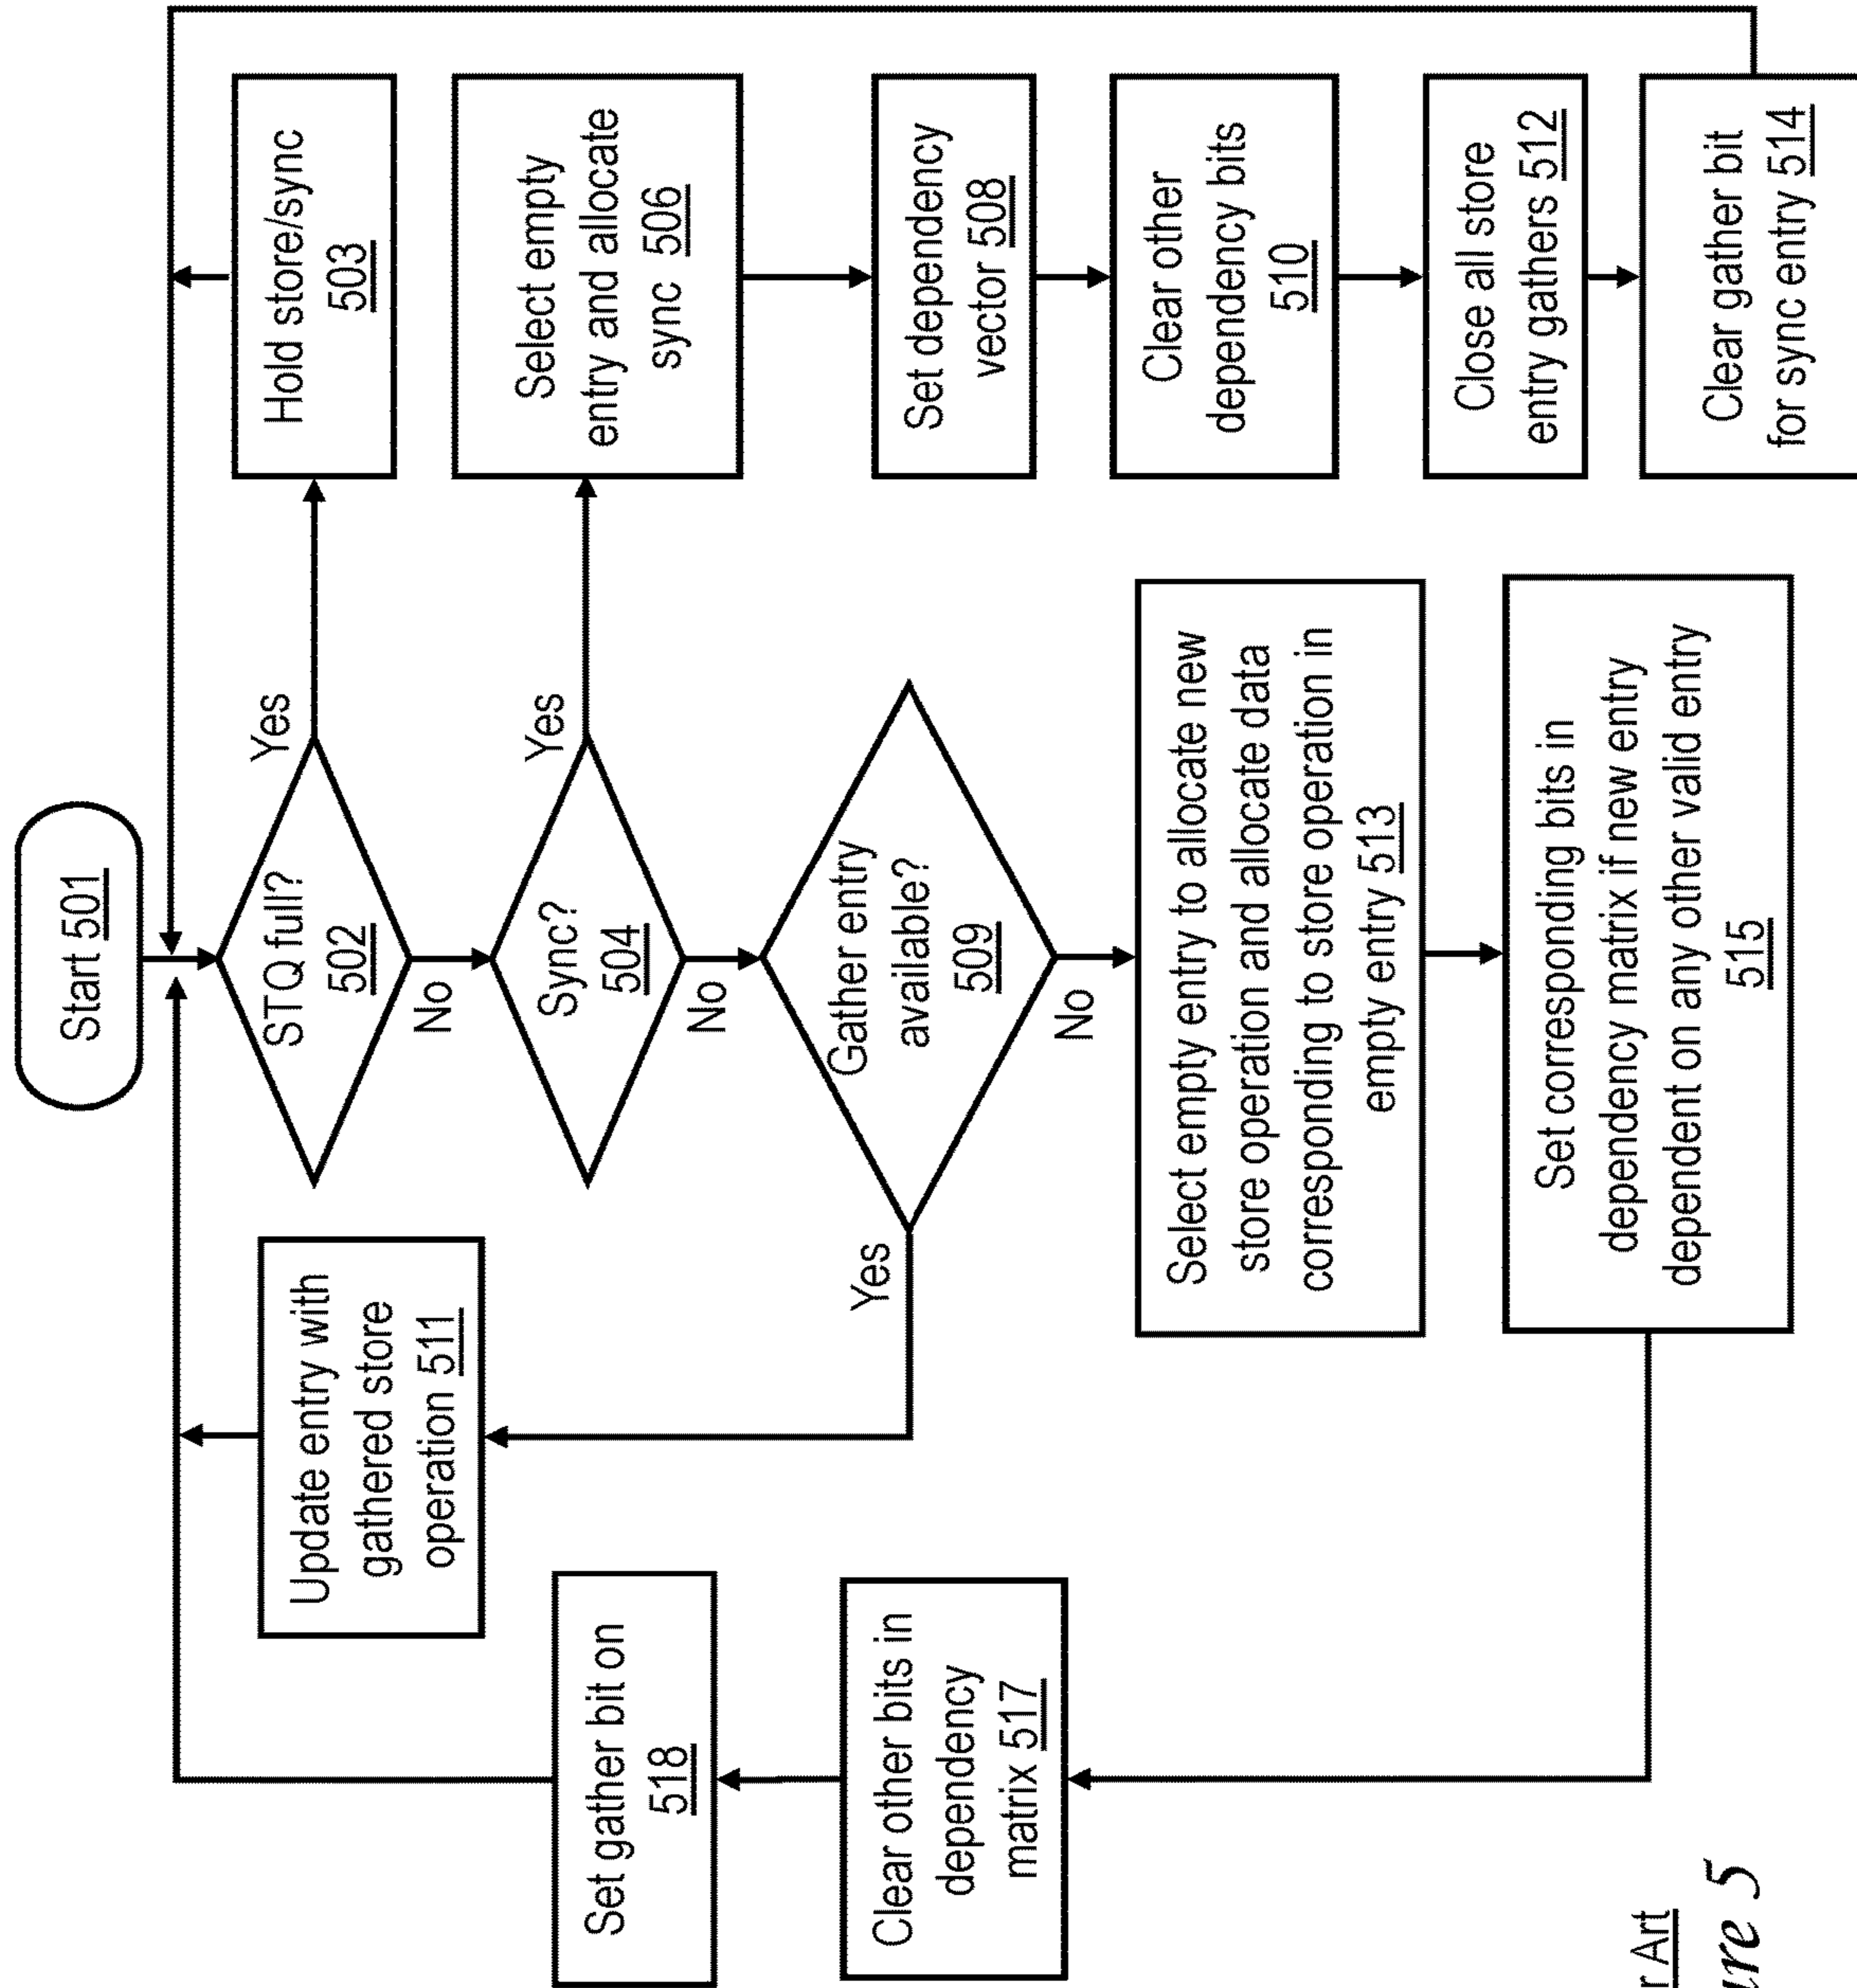 Start 501
STQ full?
502
Yes
No
Hold store/sync
503
Sync?
504
Yes
No
Select empty
entry and allocate
sync 506
Set dependency
vector 508
Clear other
dependency bits
510
Close all store
entry gathers 512
Clear gather bit
for sync entry 514
Gather entry
available?
509
Yes
No
Update entry with
gathered store
operation 511
Select empty entry to allocate new
store operation and allocate data
corresponding to store operation in
empty entry 513
Set corresponding bits in
dependency matrix if new entry
dependent on any other valid entry
515
Clear other bits in
dependency
matrix 517
Set gather bit on
518
Art
5